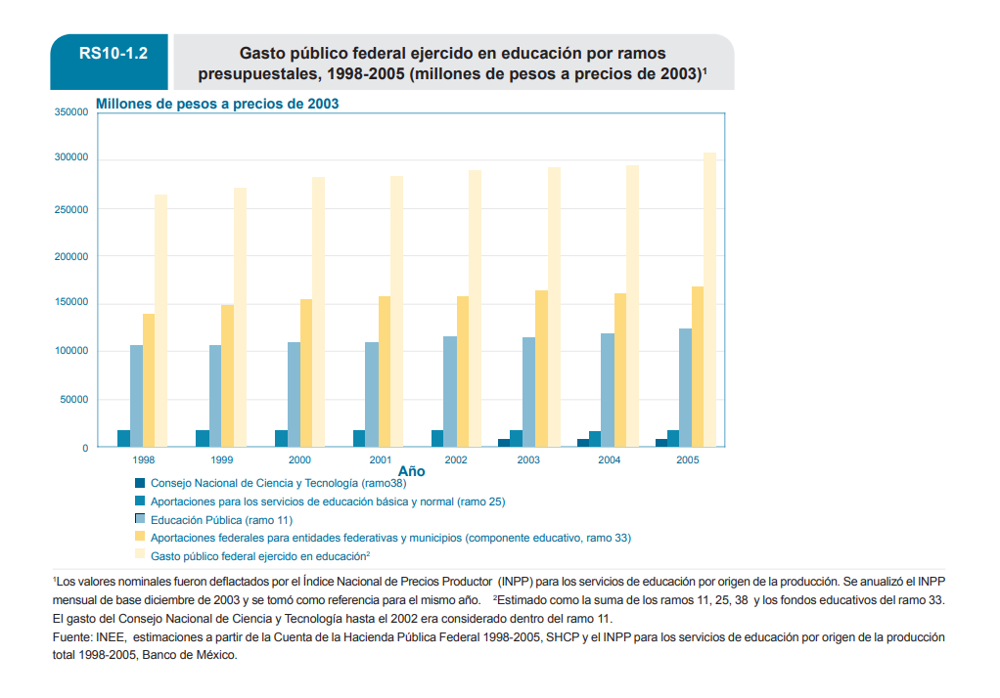 RS10-1.2
Gasto público federal ejercido en educación por ramos
presupuestales, 1998-2005 (millones de pesos a precios de 2003)¹
Millones de pesos a precios de 2003
350000
300000
250000
200000
150000
100000
50000
0
1998 1999 2000 2001 2002 2003 2004 2005
Año
Consejo Nacional de Ciencia y Tecnología (ramo38)
Aportaciones para los servicios de educación básica y normal (ramo 25)
Educación Pública (ramo 11)
Aportaciones federales para entidades federativas y municipios (componente educativo, ramo 33)
Gasto público federal ejercido en educación²
¹Los valores nominales fueron deflactados por el Índice Nacional de Precios Productor (INPP) para los servicios de educación por origen de la producción. Se anualizó el INPP
mensual de base diciembre de 2003 y se tomó como referencia para el mismo año. ²Estimado como la suma de los ramos 11, 25, 38 y los fondos educativos del ramo 33.
El gasto del Consejo Nacional de Ciencia y Tecnología hasta el 2002 era considerado dentro del ramo 11.
Fuente: INEE, estimaciones a partir de la Cuenta de la Hacienda Pública Federal 1998-2005, SHCP y el INPP para los servicios de educación por origen de la producción
total 1998-2005, Banco de México.